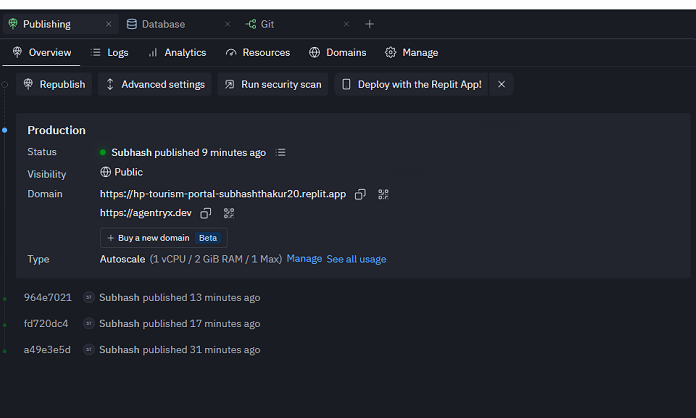 Publishing
Database
Git
Overview
Logs
Analytics
Resources
Domains
Manage
Republish
Advanced settings
Run security scan
Deploy with the Replit App!
Production
Status
Subhash published 9 minutes ago
Visibility
Public
Domain
https://hp-tourism-portal-subhashthakur20.replit.app
https://agentryx.dev
+ Buy a new domain Beta
Type
Autoscale (1 vCPU / 2 GiB RAM / 1 Max) Manage See all usage
964e7021 ST Subhash published 13 minutes ago
fd720dc4 ST Subhash published 17 minutes ago
a49e3e5d ST Subhash published 31 minutes ago